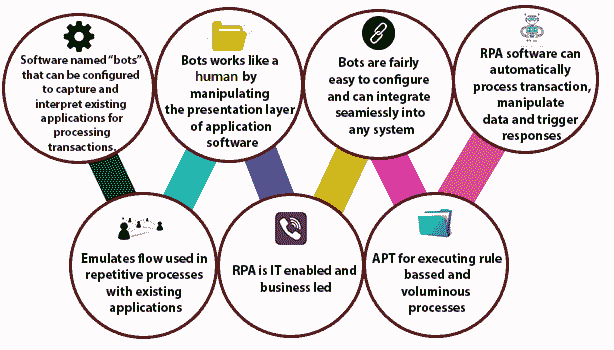 Software named “bots”
that can be configured
to capture and
interpret existing
applications for
processing
transactions.
Bots works like a
human by
manipulating
the presentation layer
of application
software
Bots are fairly
easy to configure
and can integrate
seamiessly into
any system
RPA software can
automatically
process transaction,
manipulate
data and trigger
responses
Emulates flow used in
repetitive processes
with existing
applications
RPA is IT enabled and
business led
APT for executing rule
bassed and
voluminous
processes